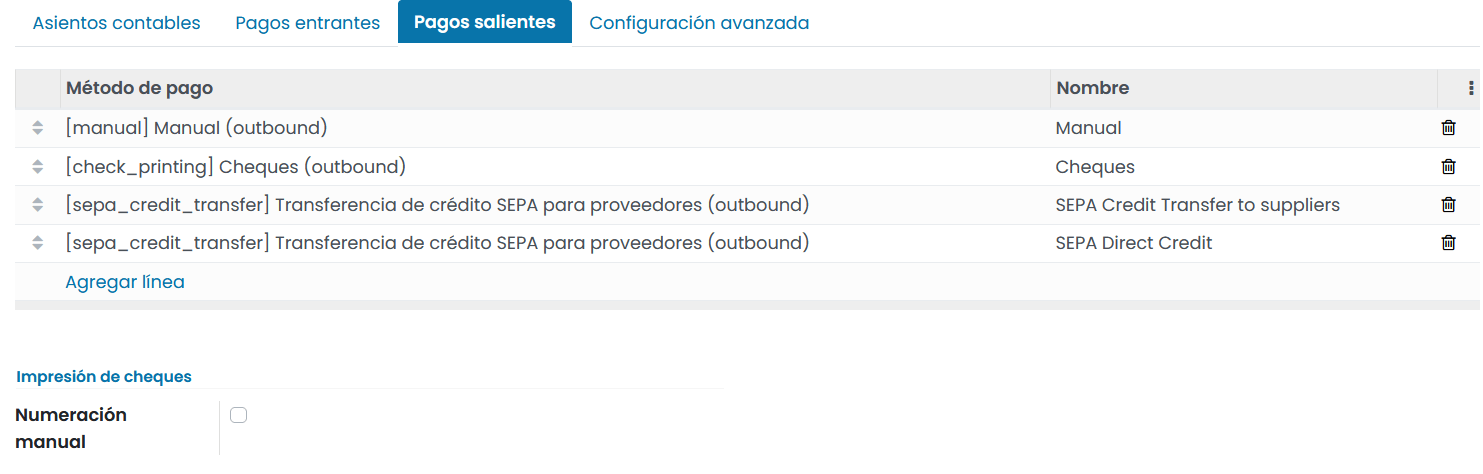 Asientos contables Pagos entrantes Pagos salientes Configuración avanzada
Método de pago Nombre
[manual] Manual (outbound) Manual
[check_printing] Cheques (outbound) Cheques
[sepa_credit_transfer] Transferencia de crédito SEPA para proveedores (outbound) SEPA Credit Transfer to suppliers
[sepa_credit_transfer] Transferencia de crédito SEPA para proveedores (outbound) SEPA Direct Credit
Agregar línea
Impresión de cheques
Numeración
manual